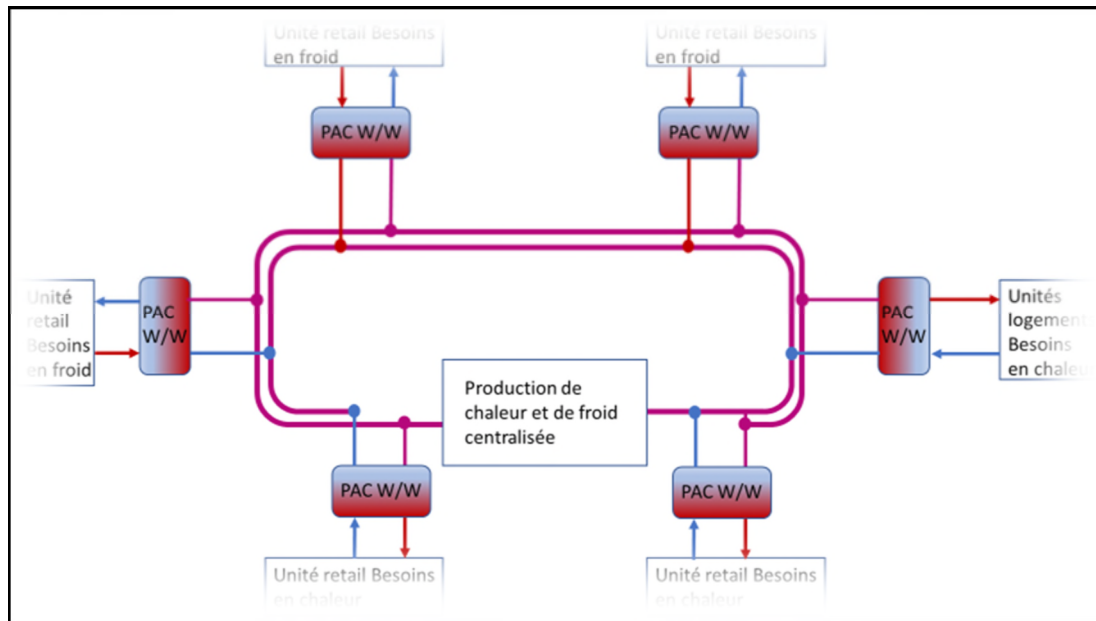 Unité retail Besoins
en froid
Unité retail Besoins
en froid
PAC W/W
PAC W/W
Unité
retail
Besoins
en froid
PAC
W/W
PAC
W/W
Unités
logements
Besoins
en chaleur
Production de
chaleur et de froid
centralisée
PAC W/W
PAC W/W
Unité retail Besoins
en chaleur
Unité retail Besoins
en chaleur